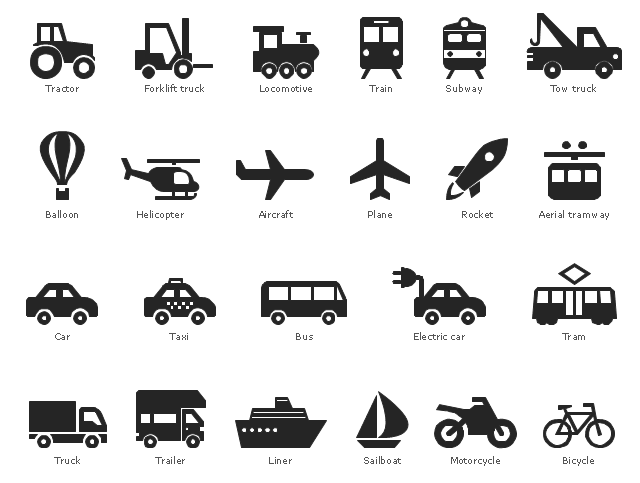 Tractor
Forklift truck
Locomotive
Train
Subway
Tow truck
Balloon
Helicopter
Aircraft
Plane
Rocket
Aerial tramway
Car
Taxi
Bus
Electric car
Tram
Truck
Trailer
Liner
Sailboat
Motorcycle
Bicycle